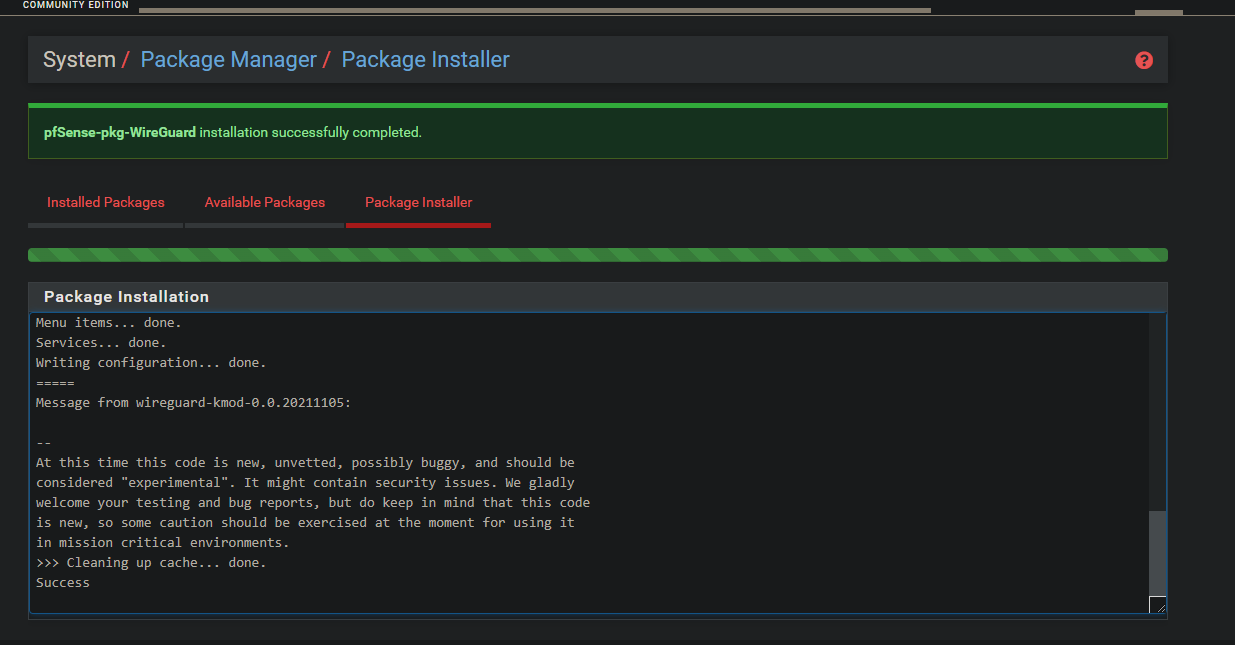 COMMUNITY EDITION
System / Package Manager / Package Installer
?
pfSense-pkg-WireGuard installation successfully completed.
Installed Packages Available Packages Package Installer
Package Installation
Menu items... done.
Services... done.
Writing configuration... done.
=====
Message from wireguard-kmod-0.0.20211105:
--
At this time this code is new, unvetted, possibly buggy, and should be
considered "experimental". It might contain security issues. We gladly
welcome your testing and bug reports, but do keep in mind that this code
is new, so some caution should be exercised at the moment for using it
in mission critical environments.
>>> Cleaning up cache... done.
Success